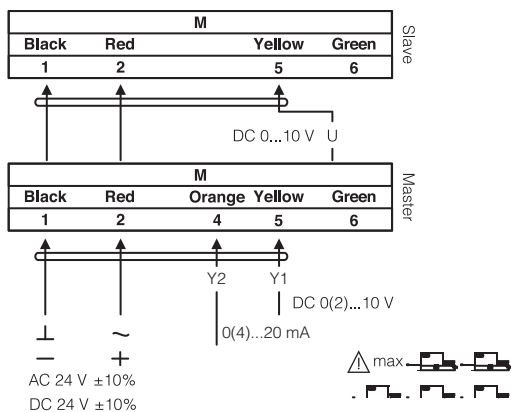 M
Black Red Yellow Green
1 2 5 6
Slave
DC 0...10 V U
M
Black Red Orange Yellow Green
1 2 4 5 6
Master
Y2 Y1
DC 0(2)...10 V
0(4)...20 mA
⊥ ~
− +
AC 24 V ±10%
DC 24 V ±10%
max